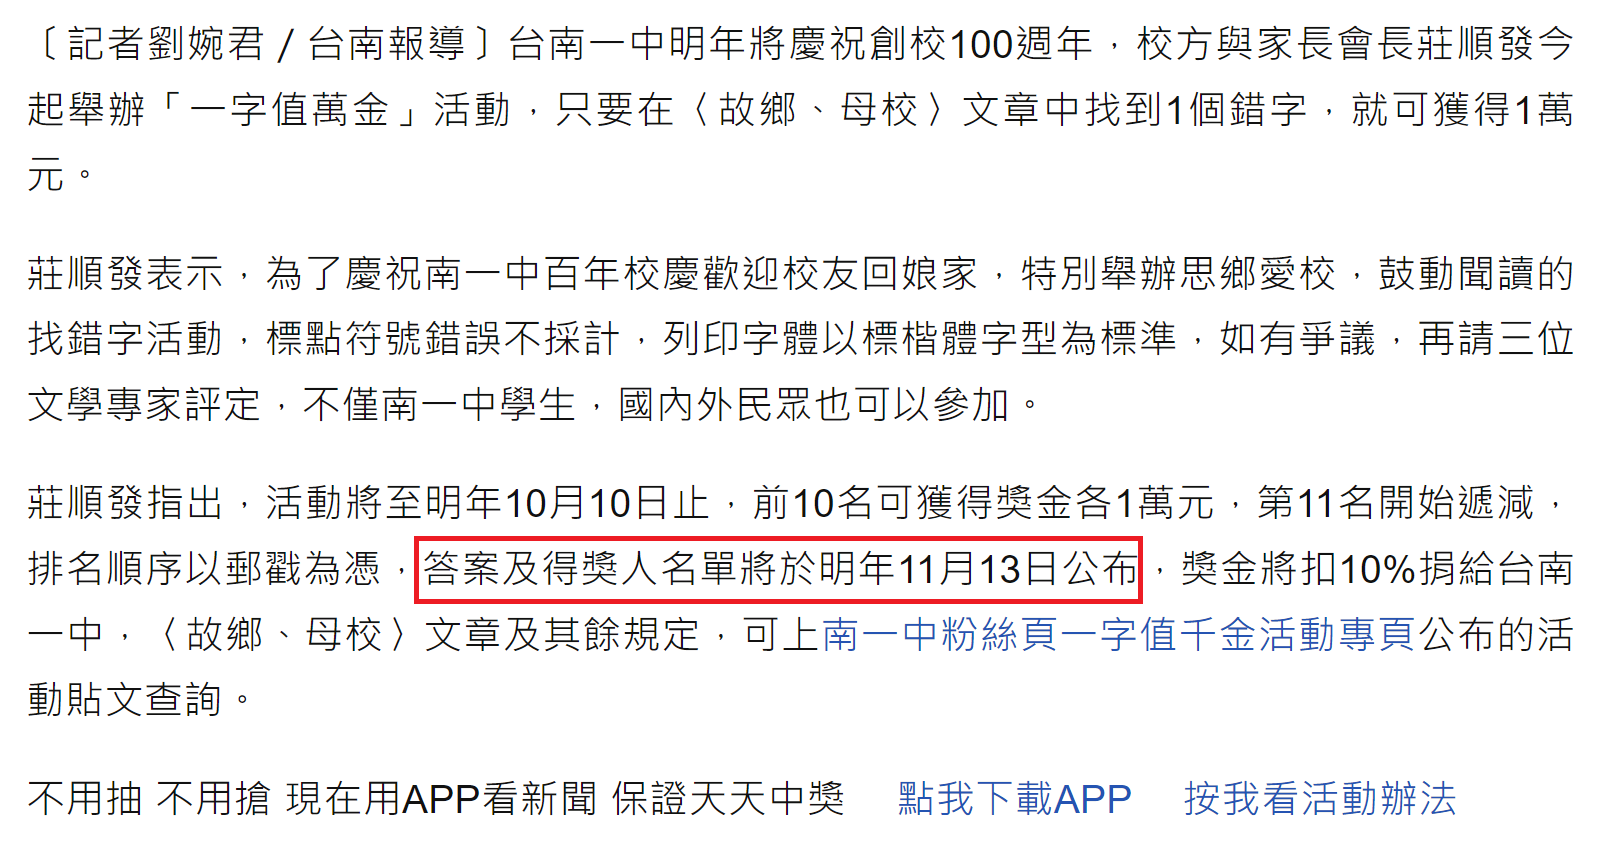 〔記者劉婉君／台南報導〕台南一中明年將慶祝創校100週年，校方與家長會長莊順發今
起舉辦「一字值萬金」活動，只要在〈故鄉、母校〉文章中找到1個錯字，就可獲得1萬
元。
莊順發表示，為了慶祝南一中百年校慶歡迎校友回娘家，特別舉辦思鄉愛校，鼓動閱讀的
找錯字活動，標點符號錯誤不採計，列印字體以標楷體字型為標準，如有爭議，再請三位
文學專家評定，不僅南一中學生，國內外民眾也可以參加。
莊順發指出，活動將至明年10月10日止，前10名可獲得獎金各1萬元，第11名開始遞減，
排名順序以郵戳為憑，答案及得獎人名單將於明年11月13日公布，獎金將扣10%捐給台南
一中，〈故鄉、母校〉文章及其餘規定，可上南一中粉絲頁一字值千金活動專頁公布的活
動貼文查詢。
不用抽 不用搶 現在用APP看新聞 保證天天中獎　點我下載APP　按我看活動辦法